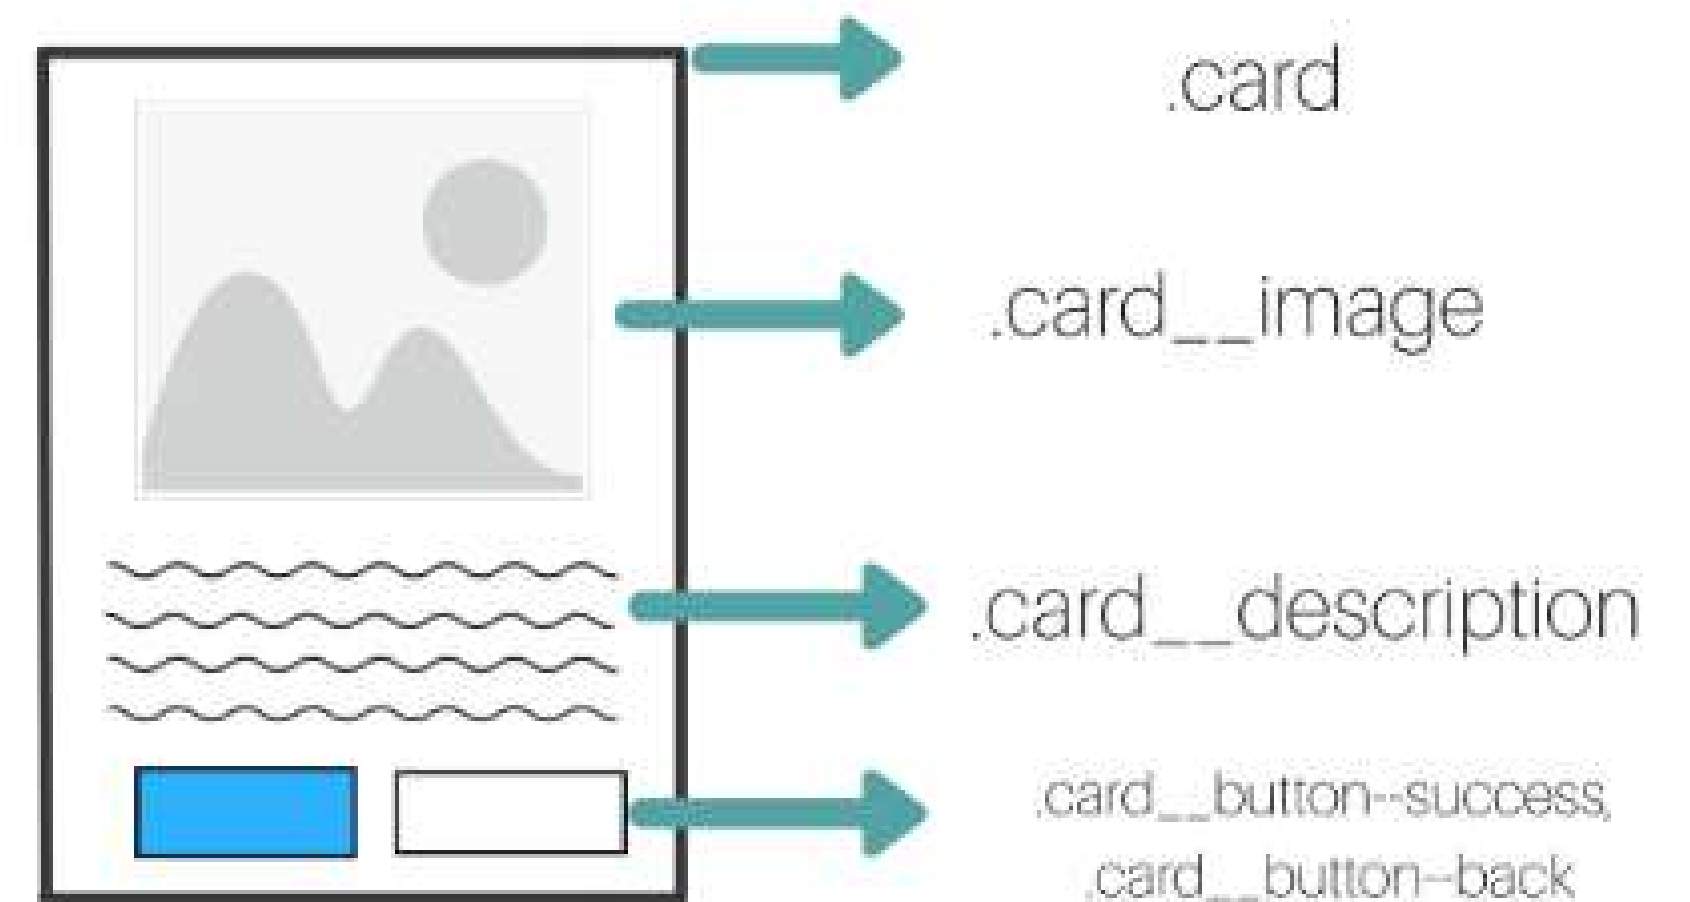 .card
.card__image
.card__description
.card__button--success,
.card__button--back